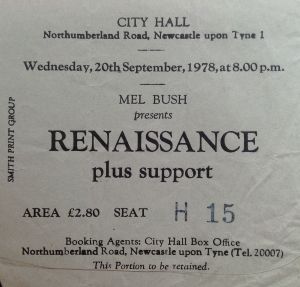 CITY HALL
Northumberland Road, Newcastle upon Tyne 1
Wednesday, 20th September, 1978, at 8.00 p.m.
MEL BUSH
presents
RENAISSANCE
plus support
AREA £2.80 SEAT H 15
Booking Agents: City Hall Box Office
Northumberland Road, Newcastle upon Tyne (Tel. 20007)
This Portion to be retained.
SMITH PRINT GROUP